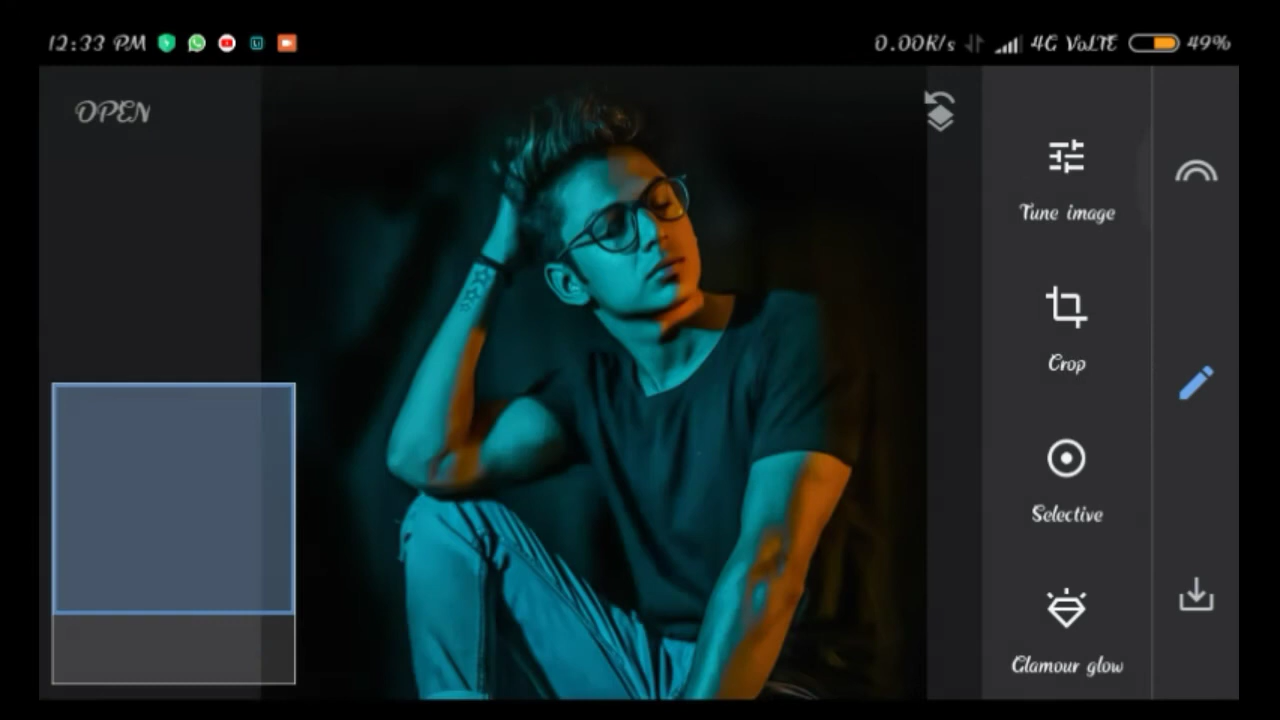 12:33 PM 0.00K/s 4G VoLTE 49%
OPEN
Tune image
Crop
Selective
Glamour glow